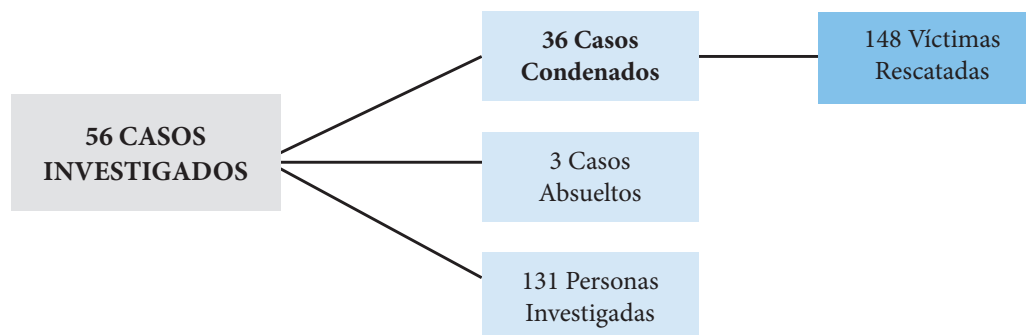 56 CASOS
INVESTIGADOS
36 Casos
Condenados
148 Víctimas
Rescatadas
3 Casos
Absueltos
131 Personas
Investigadas